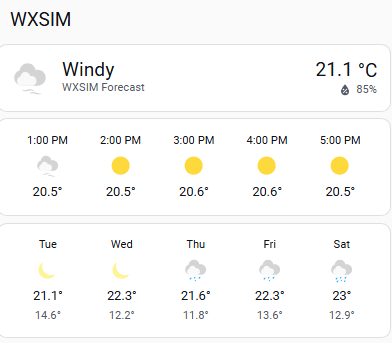 WXSIM
Windy 21.1 °C
WXSIM Forecast 85%
1:00 PM 2:00 PM 3:00 PM 4:00 PM 5:00 PM
20.5° 20.5° 20.6° 20.6° 20.5°
Tue Wed Thu Fri Sat
21.1° 22.3° 21.6° 22.3° 23°
14.6° 12.2° 11.8° 13.6° 12.9°